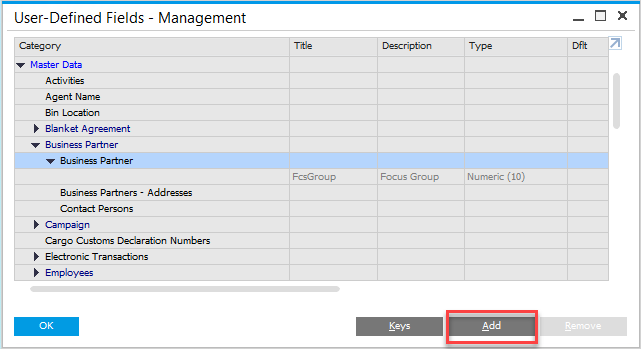 User-Defined Fields - Management
Category Title Description Type Dflt
Master Data
Activities
Agent Name
Bin Location
Blanket Agreement
Business Partner
Business Partner
FcsGroup Focus Group Numeric (10)
Business Partners - Addresses
Contact Persons
Campaign
Cargo Customs Declaration Numbers
Electronic Transactions
Employees
OK Keys Add Remove